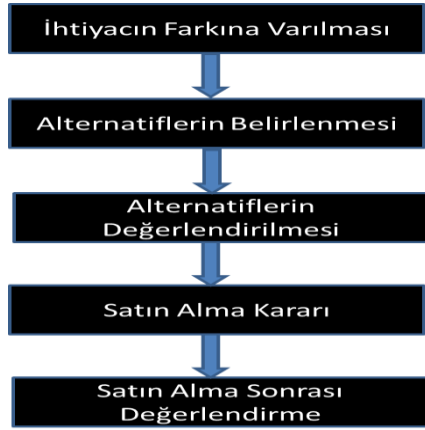 İhtiyacın Farkına Varılması
Alternatiflerin Belirlenmesi
Alternatiflerin
Değerlendirilmesi
Satın Alma Kararı
Satın Alma Sonrası
Değerlendirme